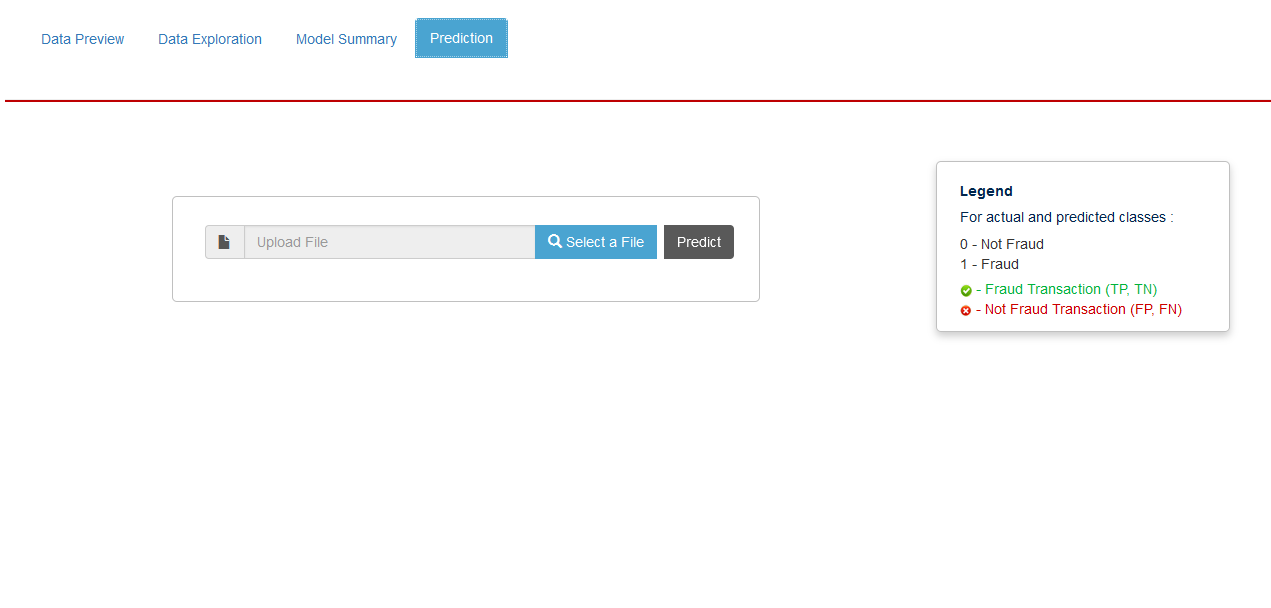 Data Preview Data Exploration Model Summary Prediction
Upload File Select a File Predict
Legend
For actual and predicted classes :
0 - Not Fraud
1 - Fraud
- Fraud Transaction (TP, TN)
- Not Fraud Transaction (FP, FN)